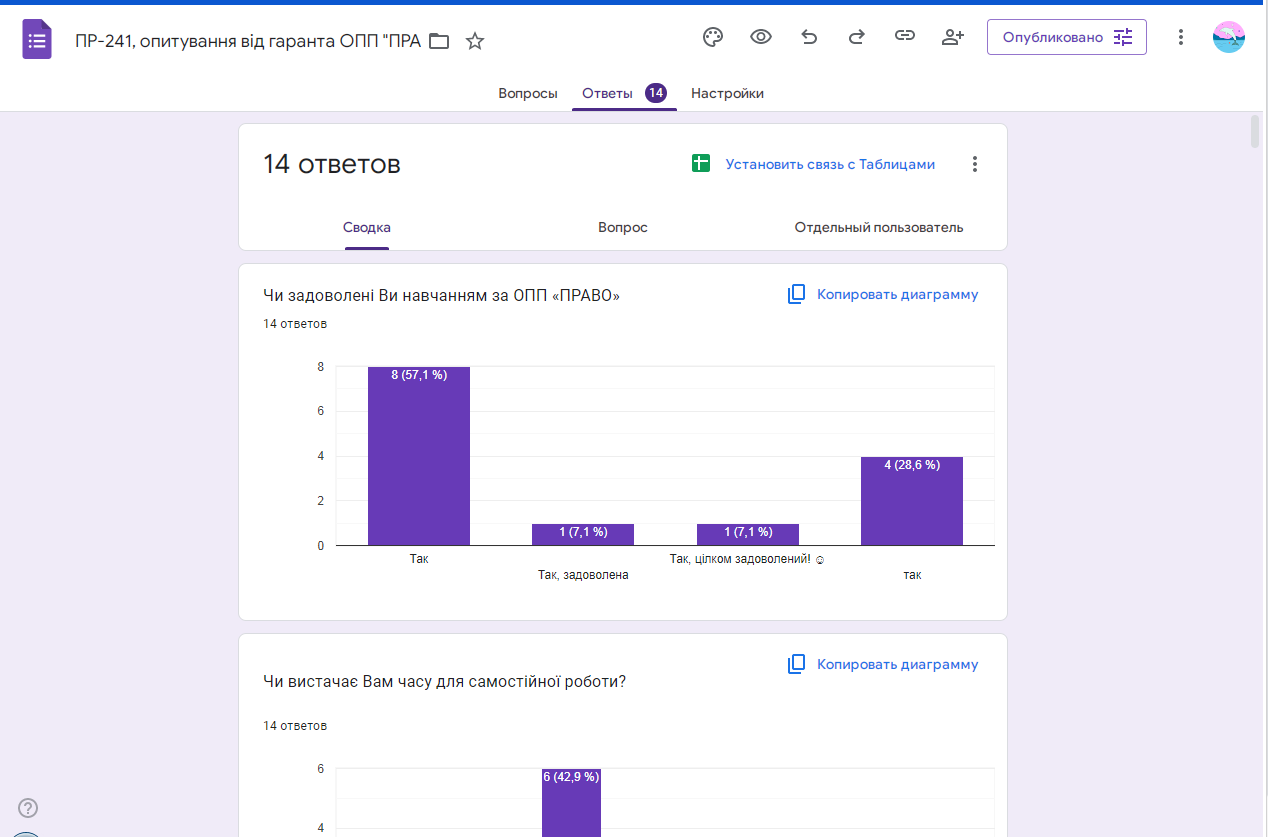 ПР-241, опитування від гаранта ОПП "ПРА
Опубликовано
Вопросы
Ответы 14
Настройки
14 ответов
Установить связь с Таблицами
Сводка
Вопрос
Отдельный пользователь
Чи задоволені Ви навчанням за ОПП «ПРАВО»
Копировать диаграмму
14 ответов
8
6
4
2
0
8 (57,1 %)
1 (7,1 %)
1 (7,1 %)
4 (28,6 %)
Так
Так, задоволена
Так, цілком задоволений! ☺
так
Копировать диаграмму
Чи вистачає Вам часу для самостійної роботи?
14 ответов
6
4
6 (42,9 %)